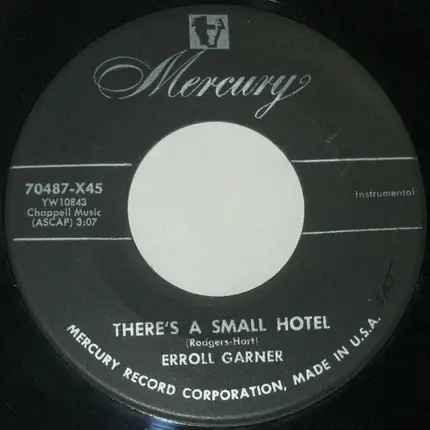 Mercury
70487-X45
YW10843
Chappell Music
(ASCAP) 3:07
Instrumental
THERE'S A SMALL HOTEL
(Rodgers-Hart)
ERROLL GARNER
MERCURY RECORD CORPORATION, MADE IN U.S.A.